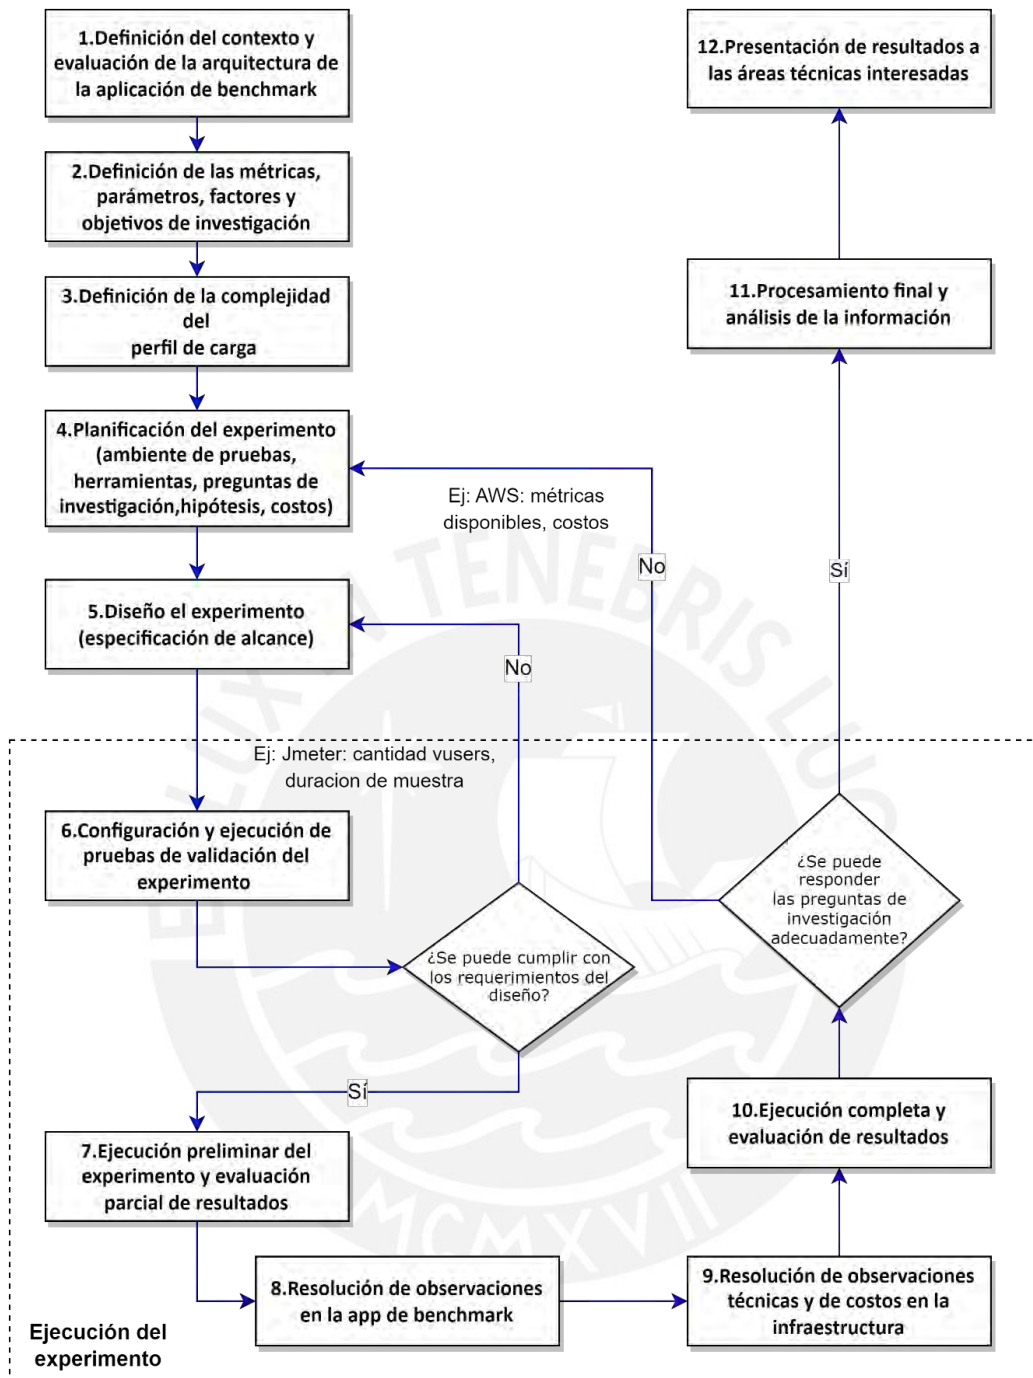 1.Definición del contexto y
evaluación de la arquitectura de
la aplicación de benchmark
2.Definición de las métricas,
parámetros, factores y
objetivos de investigación
3.Definición de la complejidad
del
perfil de carga
4.Planificación del experimento
(ambiente de pruebas,
herramientas, preguntas de
investigación,hipótesis, costos)
Ej: AWS: métricas
disponibles, costos
No
5.Diseño el experimento
(especificación de alcance)
No
Ej: Jmeter: cantidad vusers,
duracion de muestra
6.Configuración y ejecución de
pruebas de validación del
experimento
¿Se puede cumplir con
los requerimientos del
diseño?
Sí
7.Ejecución preliminar del
experimento y evaluación
parcial de resultados
8.Resolución de observaciones
en la app de benchmark
9.Resolución de observaciones
técnicas y de costos en la
infraestructura
10.Ejecución completa y
evaluación de resultados
¿Se puede
responder
las preguntas de
investigación
adecuadamente?
Sí
11.Procesamiento final y
análisis de la información
12.Presentación de resultados a
las áreas técnicas interesadas
Ejecución del
experimento
TENEBRIS
MCMXVII